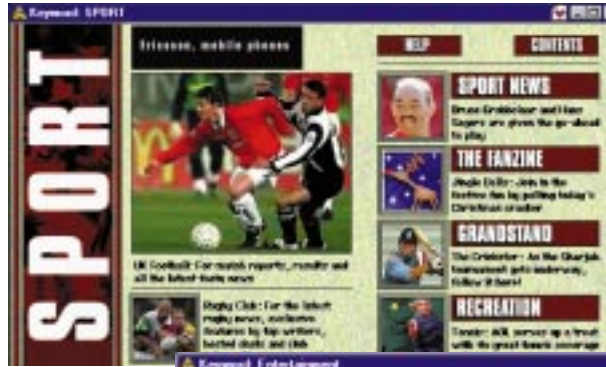 Keyword: SPORT
SPORT
Ericsson, mobile phones
HELP
CONTENTS
UK Football: For match reports, results and
all the latest footy news
Rugby Club: For the latest
rugby news, exclusive
features by top writers,
hosted chats and club
SPORT NEWS
Bruce Grobbelaar and Hans
Segers are given the go-ahead
to play
THE FANZINE
Jingle Bells: Join in the
festive fun by pulling today's
Christmas cracker
GRANDSTAND
The Cricketer: As the Sharjah
tournament gets underway,
follow it here!
RECREATION
Tennis: AOL serves up a treat
with its great tennis coverage
Keyword: Entertainment